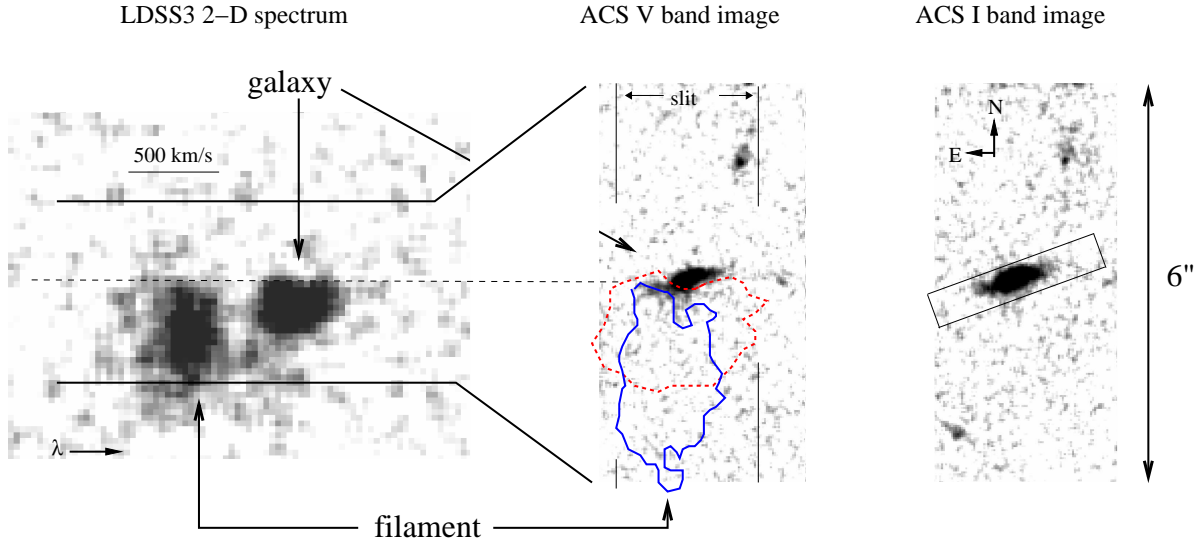 LDSS3 2−D spectrum
ACS V band image
ACS I band image
galaxy
slit
N
E
500 km/s
6"
λ
filament